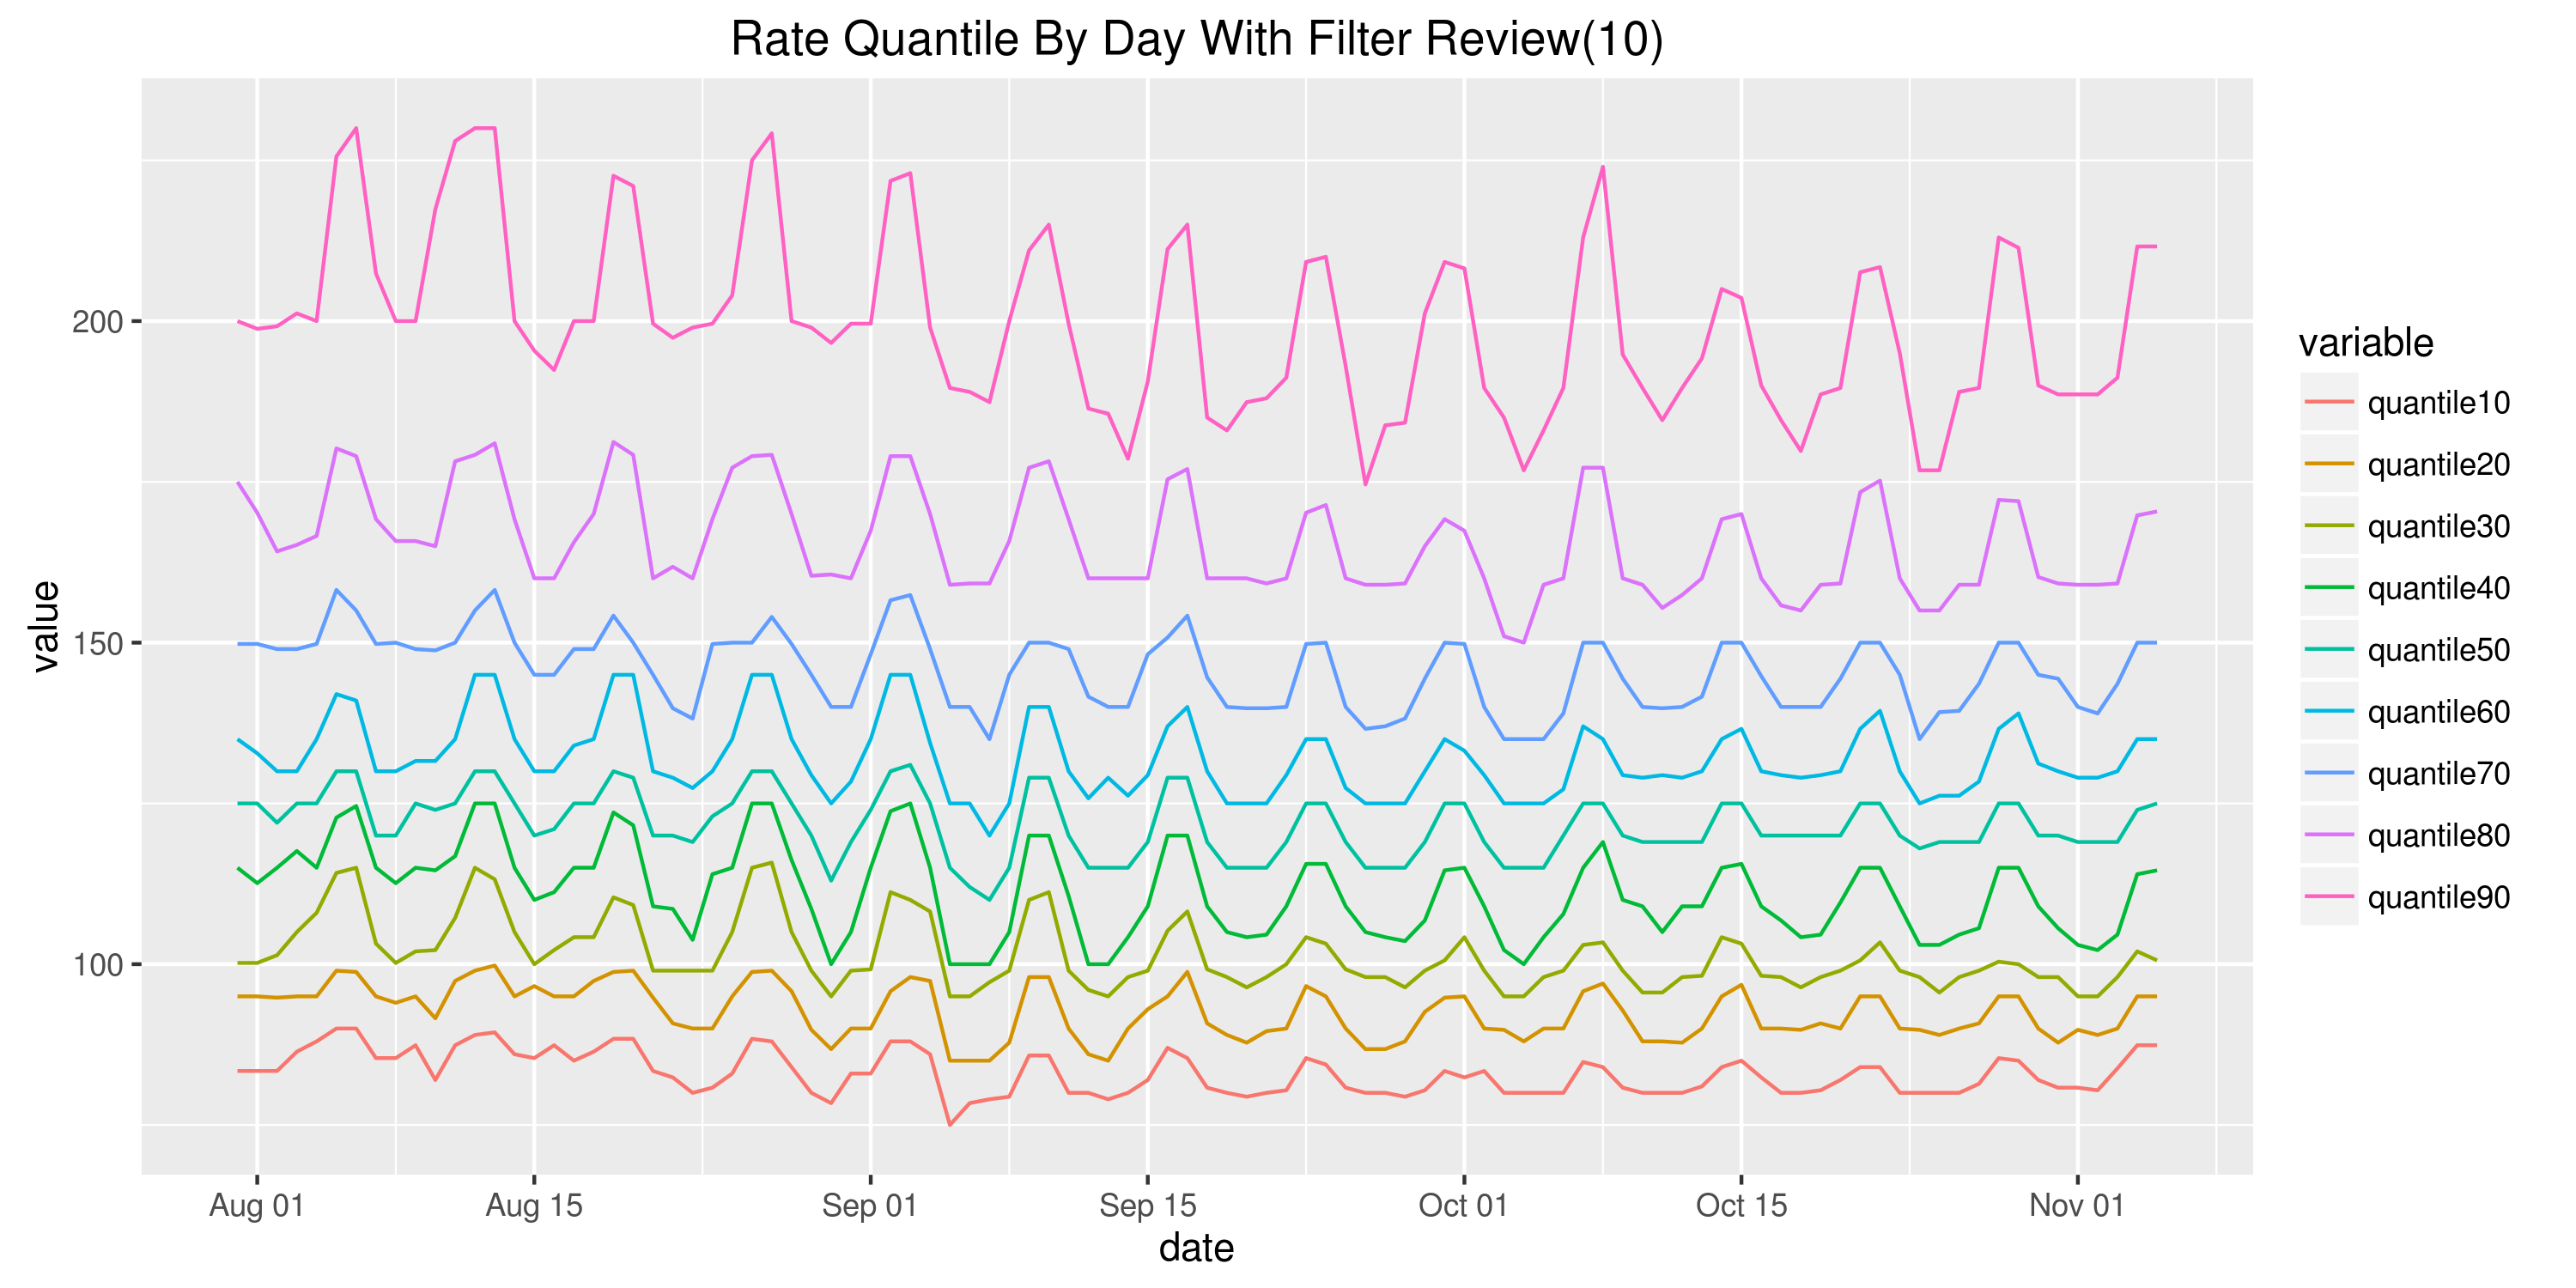 Rate Quantile By Day With Filter Review(10)
value
200
150
100
Aug 01 Aug 15 Sep 01 Sep 15 Oct 01 Oct 15 Nov 01
date
variable
quantile10
quantile20
quantile30
quantile40
quantile50
quantile60
quantile70
quantile80
quantile90